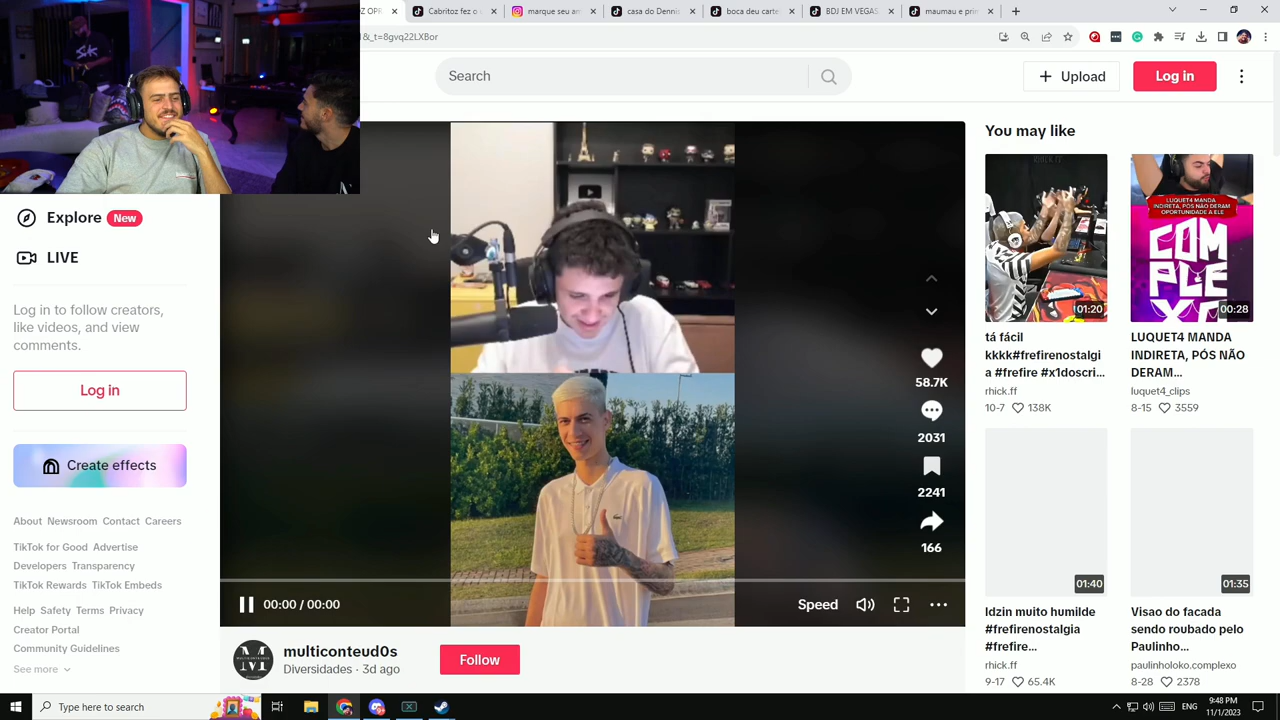 Z OPR
Cabritoz fez o
marque seu am
casa do Dennis
boca deu carte
BDJ EM VEGAS
maumau e prim
1&_t=8gvq22LXBor
Search
Upload
Log in
Explore
New
LIVE
Log in to follow creators,
like videos, and view
comments.
Log in
Create effects
About Newsroom Contact Careers
TikTok for Good Advertise
Developers Transparency
TikTok Rewards TikTok Embeds
Help Safety Terms Privacy
Creator Portal
Community Guidelines
See more
58.7K
2031
2241
166
00:00 / 00:00
Speed
multiconteud0s
Diversidades · 3d ago
Follow
You may like
01:20
tá fácil
kkkk#frefirenostalgi
a #frefire #x1doscri...
rhick.ff
10-7 138K
LUQUET4 MANDA
INDIRETA, PÓS NÃO DERAM
OPORTUNIDADE A ELE
COM
PLE
X
00:28
LUQUET4 MANDA
INDIRETA, PÓS NÃO
DERAM...
luquet4_clips
8-15 3559
01:40
Idzin muito humilde
#frefirenostalgia
#frefire...
rhick.ff
9-17 65.4K
01:35
Visao do facada
sendo roubado pelo
Paulinho...
paulinholoko.complexo
8-28 2378
Type here to search
ENG
9:48 PM
11/1/2023